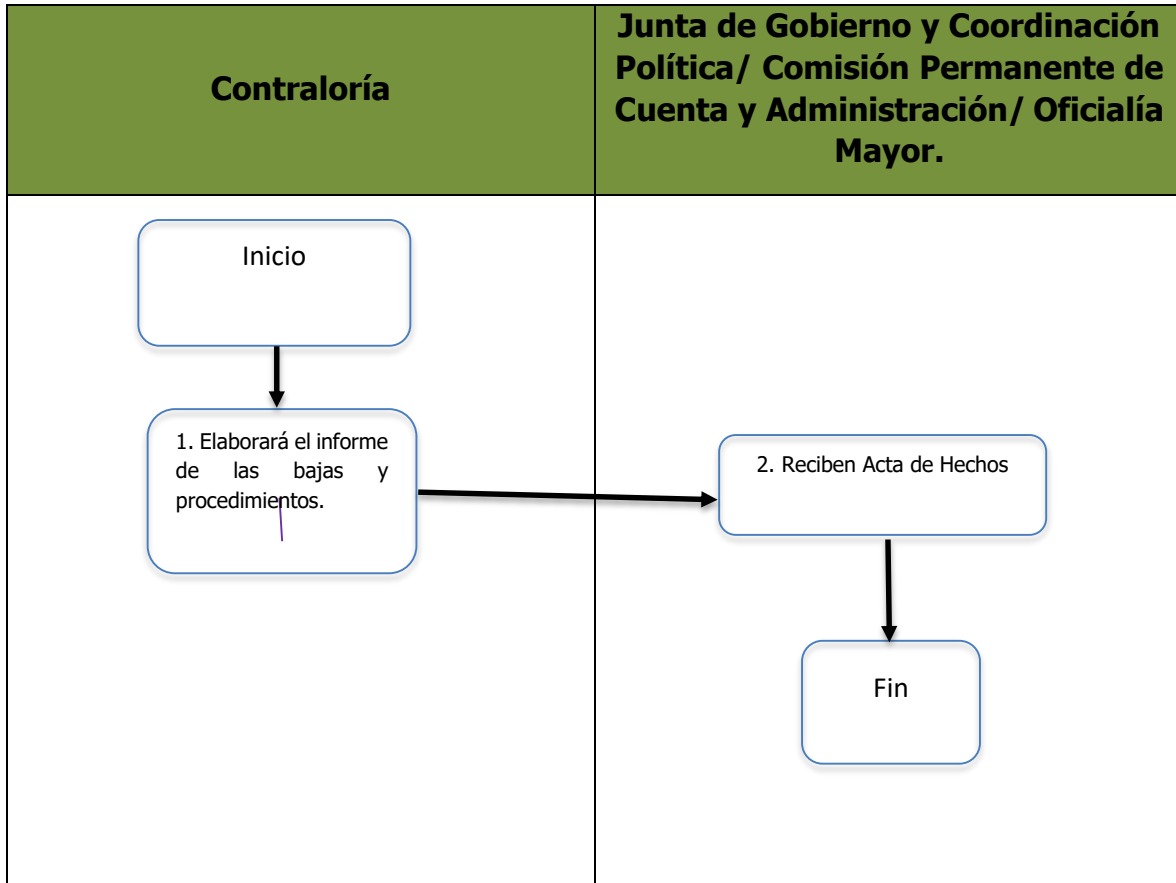 Contraloría
Junta de Gobierno y Coordinación
Política/ Comisión Permanente de
Cuenta y Administración/ Oficialía
Mayor.
Inicio
1. Elaborará el informe
de las bajas y
procedimientos.
2. Reciben Acta de Hechos
Fin